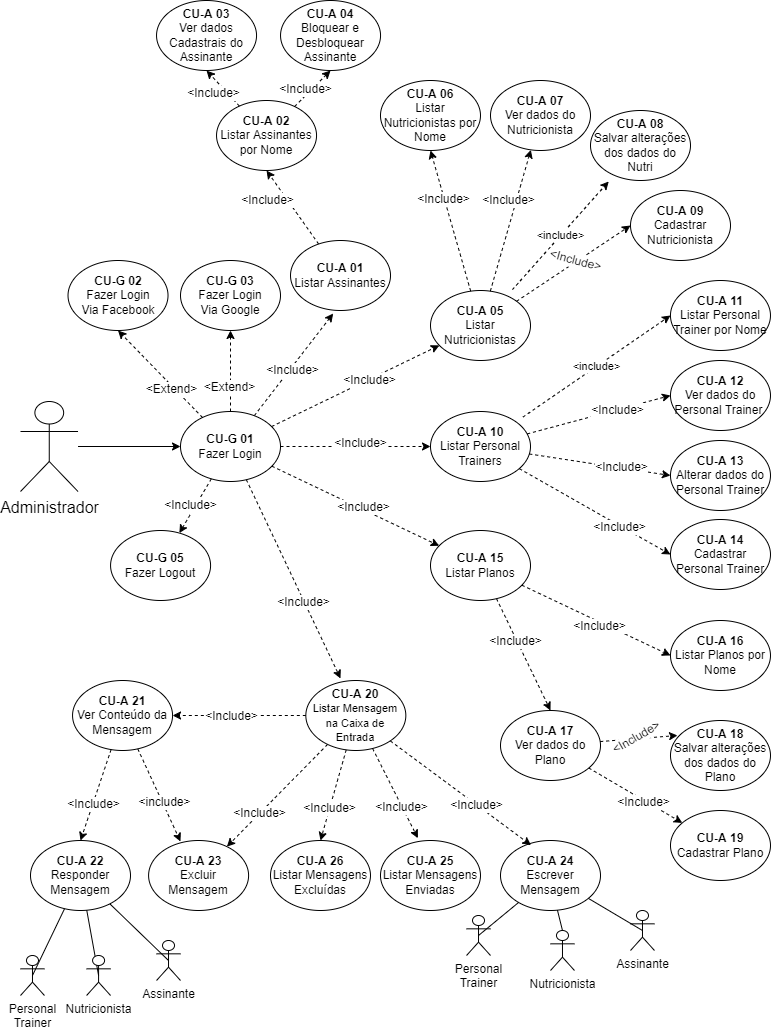 CU-A 03
Ver dados
Cadastrais do
Assinante
CU-A 04
Bloquear e
Desbloquear
Assinante
<Include>
<Include>
CU-A 02
Listar Assinantes
por Nome
<Include>
CU-A 01
Listar Assinantes
CU-A 06
Listar
Nutricionistas por
Nome
CU-A 07
Ver dados do
Nutricionista
CU-A 08
Salvar alterações
dos dados do
Nutri
CU-A 09
Cadastrar
Nutricionista
<Include>
<Include>
<include>
<Include>
CU-A 05
Listar
Nutricionistas
CU-G 02
Fazer Login
Via Facebook
CU-G 03
Fazer Login
Via Google
<Extend>
<Extend>
<Include>
<Include>
CU-A 11
Listar Personal
Trainer por Nome
CU-A 12
Ver dados do
Personal Trainer
CU-A 13
Alterar dados do
Personal Trainer
CU-A 14
Cadastrar
Personal Trainer
<include>
<Include>
<Include>
<Include>
CU-A 10
Listar Personal
Trainers
<Include>
CU-G 01
Fazer Login
Administrador
<Include>
CU-G 05
Fazer Logout
<Include>
CU-A 15
Listar Planos
<Include>
CU-A 16
Listar Planos por
Nome
<Include>
<Include>
CU-A 17
Ver dados do
Plano
<Include>
CU-A 18
Salvar alterações
dos dados do
Plano
<Include>
CU-A 19
Cadastrar Plano
CU-A 20
Listar Mensagem
na Caixa de
Entrada
<Include>
CU-A 21
Ver Conteúdo da
Mensagem
<Include>
<include>
<Include>
<Include>
<Include>
<Include>
CU-A 22
Responder
Mensagem
CU-A 23
Excluir
Mensagem
CU-A 26
Listar Mensagens
Excluídas
CU-A 25
Listar Mensagens
Enviadas
CU-A 24
Escrever
Mensagem
Personal
Trainer
Nutricionista
Assinante
Personal
Trainer
Nutricionista
Assinante